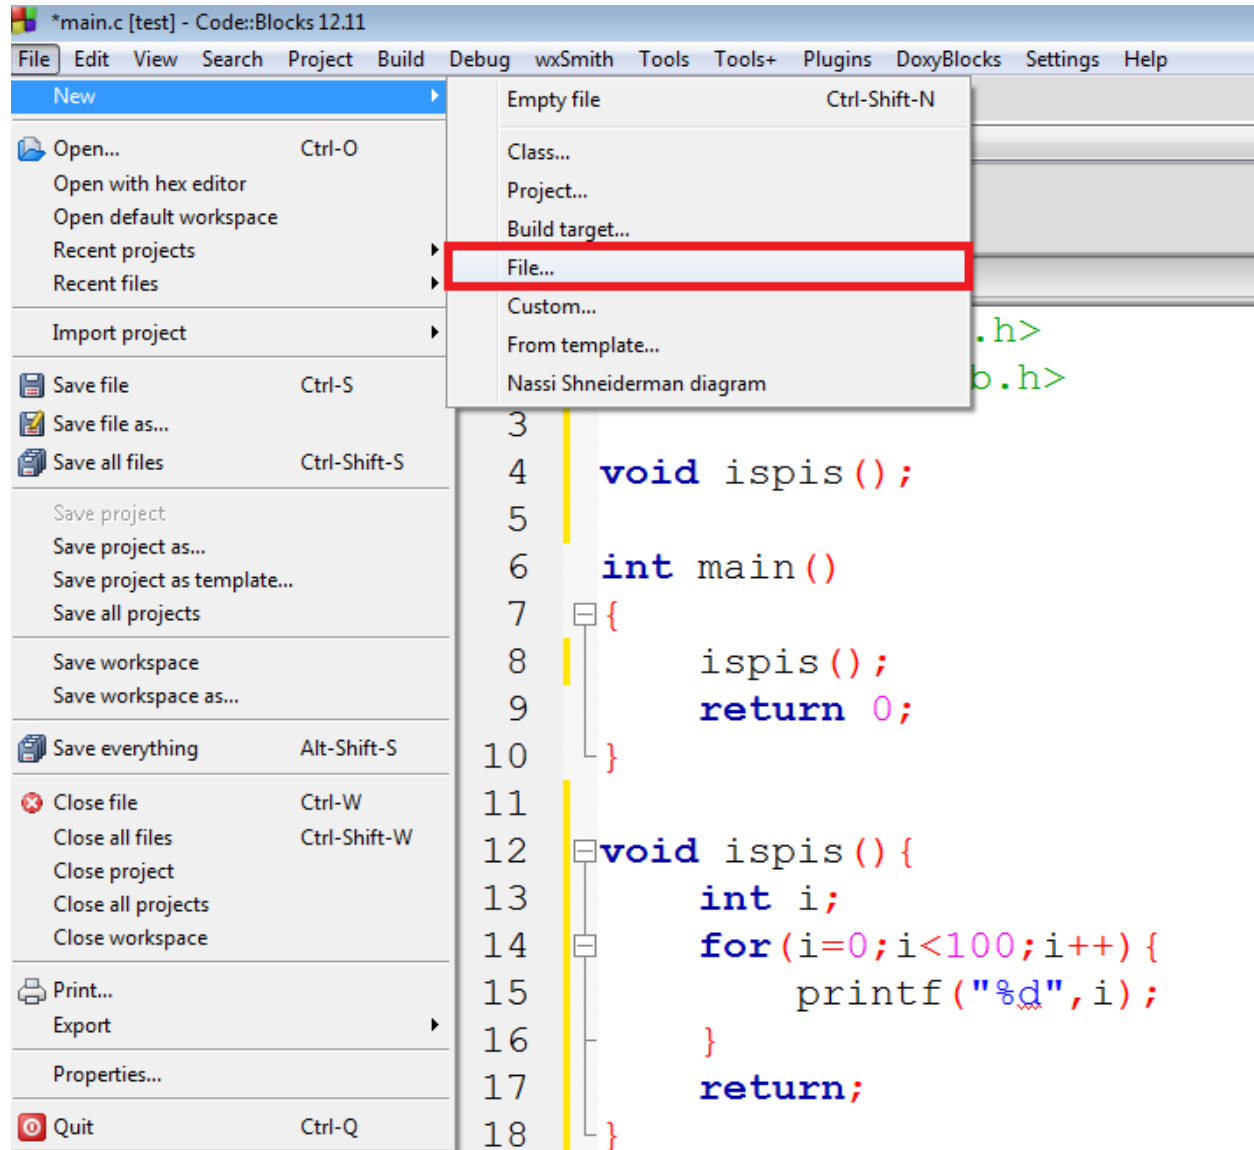 *main.c [test] - Code::Blocks 12.11
File Edit View Search Project Build Debug wxSmith Tools Tools+ Plugins DoxyBlocks Settings Help
New
Open... Ctrl-O
Open with hex editor
Open default workspace
Recent projects
Recent files
Import project
Save file Ctrl-S
Save file as...
Save all files Ctrl-Shift-S
Save project
Save project as...
Save project as template...
Save all projects
Save workspace
Save workspace as...
Save everything Alt-Shift-S
Close file Ctrl-W
Close all files Ctrl-Shift-W
Close project
Close all projects
Close workspace
Print...
Export
Properties...
Quit Ctrl-Q
Empty file Ctrl-Shift-N
Class...
Project...
Build target...
File...
Custom...
From template...
Nassi Shneiderman diagram
.h>
b.h>
3
4 void ispis();
5
6 int main()
7 {
8 ispis();
9 return 0;
10 }
11
12 void ispis(){
13 int i;
14 for(i=0;i<100;i++){
15 printf("%d",i);
16 }
17 return;
18 }